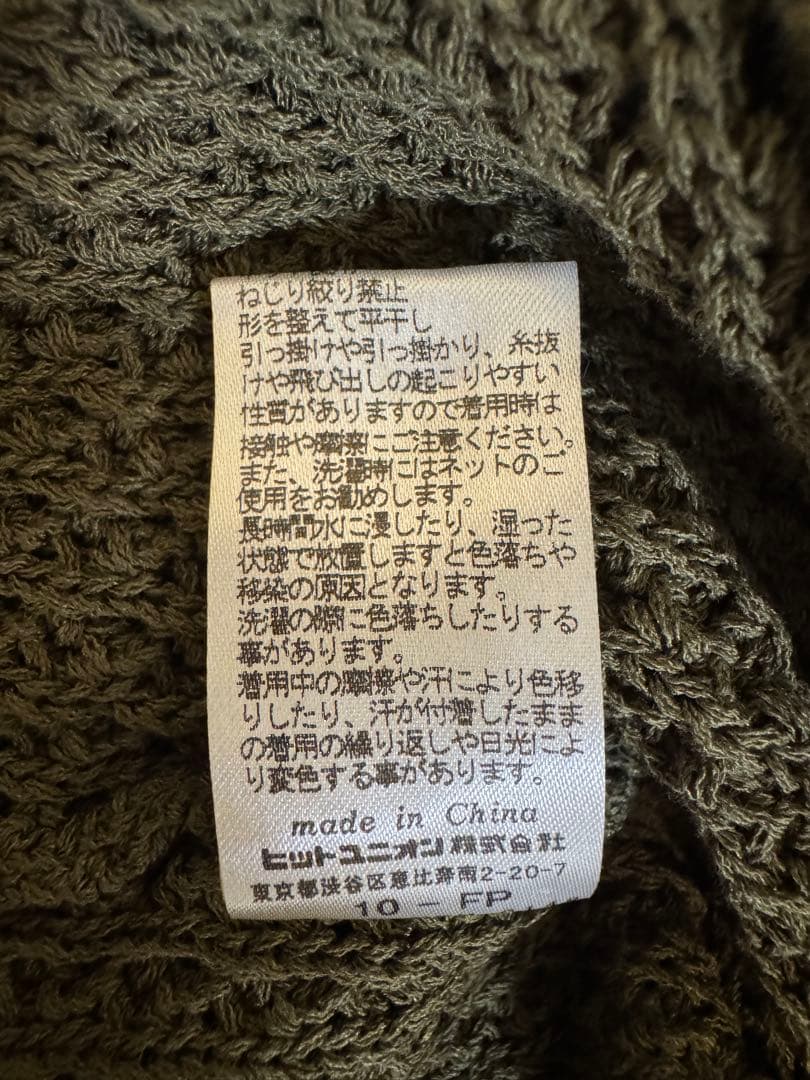 ねじり絞り禁止
形を整えて平干し
引っ掛けや引っ掛かり、糸抜
けや飛び出しの起こりやすい
性質がありますので着用時は
接触や摩擦にご注意ください。
また、洗濯時にはネットのご
使用をお勧めします。
長時間水に浸したり、湿った
状態で放置しますと色落ちや
移染の原因となります。
洗濯の際に色落ちしたりする
事があります。
着用中の摩擦や汗により色移
りしたり、汗が付着したまま
の着用の繰り返しや日光によ
り変色する事があります。
made in China
ヒットユニオン株式会社
東京都渋谷区恵比寿南2-20-7
10 - FP